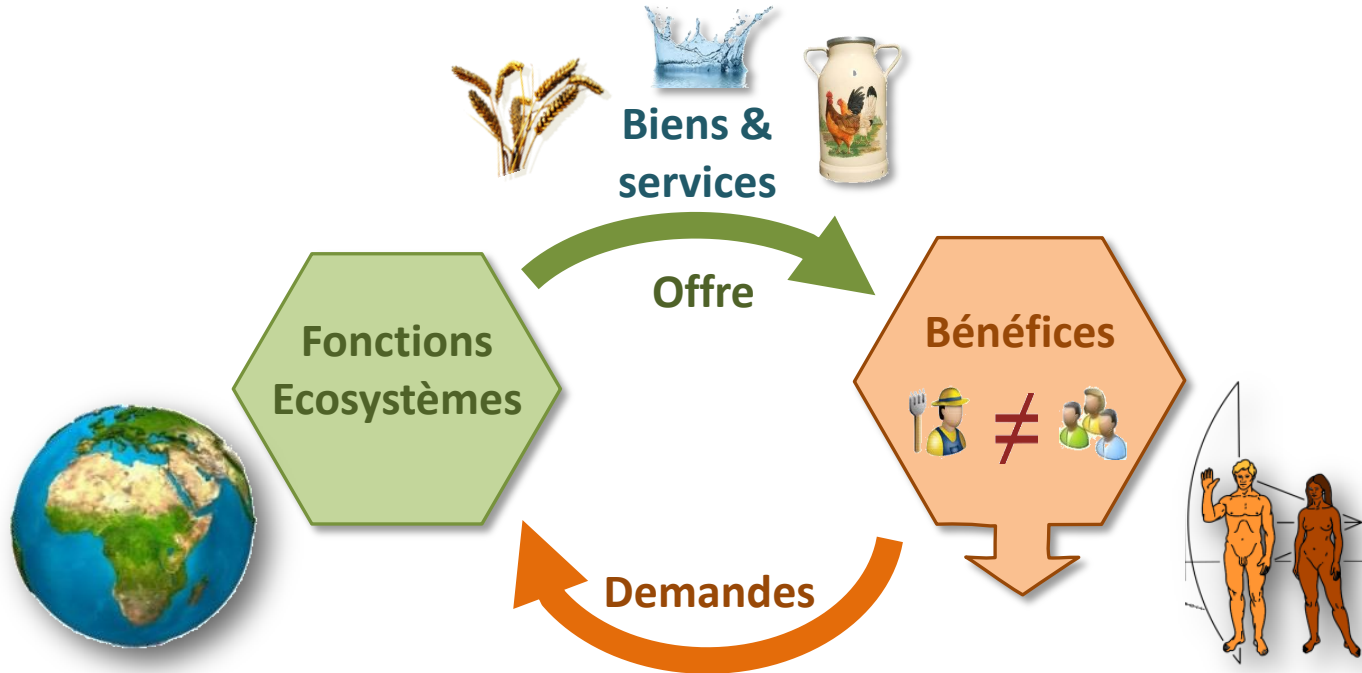 Biens &
services
Offre
Fonctions
Ecosystèmes
Bénéfices
≠
Demandes